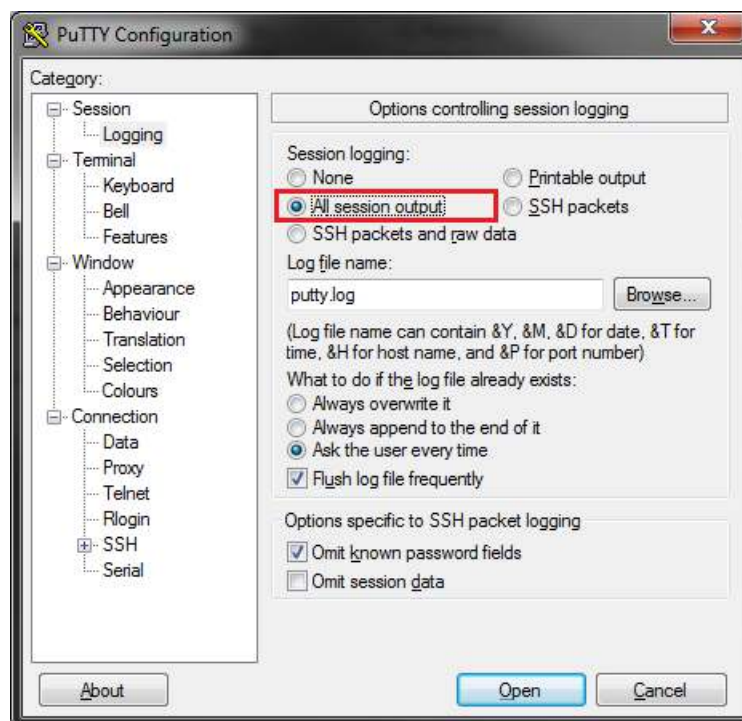 PuTTY Configuration
Category:
Session
Logging
Terminal
Keyboard
Bell
Features
Window
Appearance
Behaviour
Translation
Selection
Colours
Connection
Data
Proxy
Telnet
Rlogin
SSH
Serial
Options controlling session logging
Session logging:
None
Printable output
All session output
SSH packets
SSH packets and raw data
Log file name:
putty.log
Browse...
(Log file name can contain &Y, &M, &D for date, &T for
time, &H for host name, and &P for port number)
What to do if the log file already exists:
Always overwrite it
Always append to the end of it
Ask the user every time
Flush log file frequently
Options specific to SSH packet logging
Omit known password fields
Omit session data
About
Open
Cancel